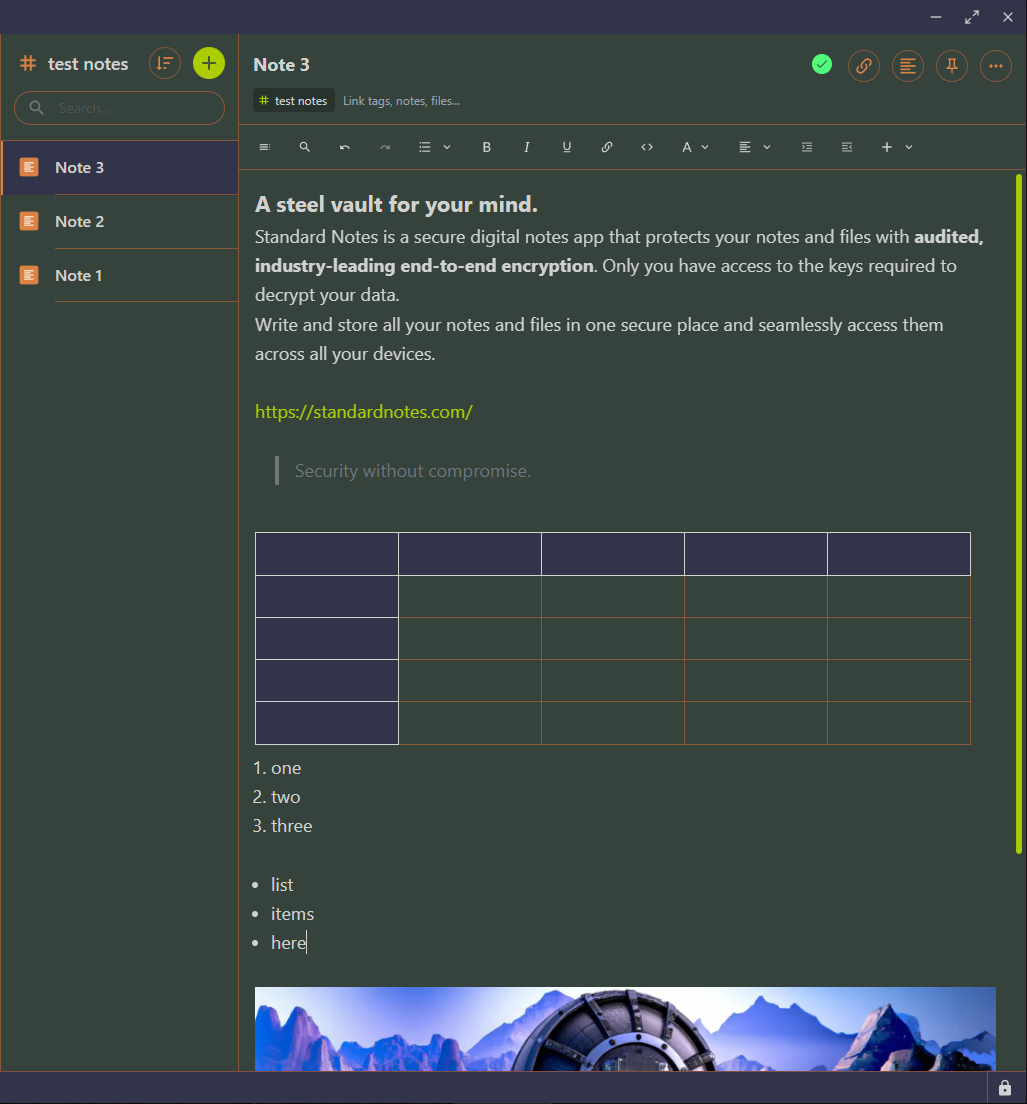 test notes
Search...
Note 3
Note 2
Note 1
Note 3
test notes
Link tags, notes, files...
B I U A
A steel vault for your mind.
Standard Notes is a secure digital notes app that protects your notes and files with audited,
industry-leading end-to-end encryption. Only you have access to the keys required to
decrypt your data.
Write and store all your notes and files in one secure place and seamlessly access them
across all your devices.
https://standardnotes.com/
Security without compromise.
1. one
2. two
3. three
• list
• items
• here